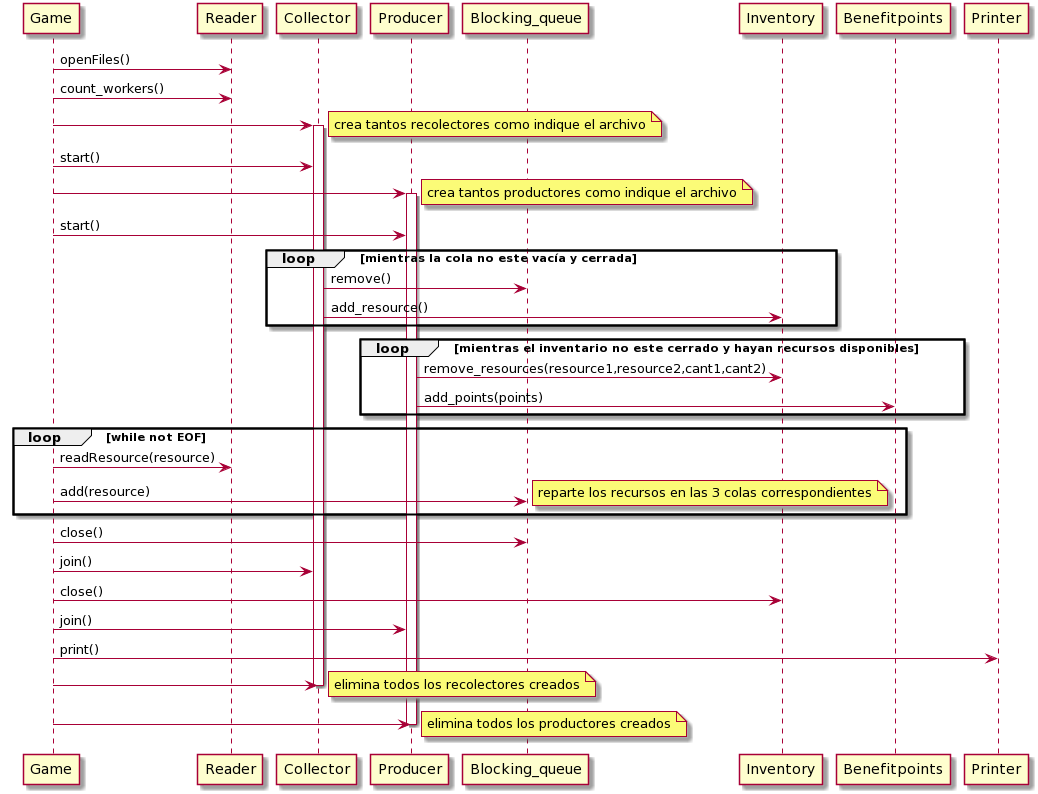 Game Reader Collector Producer Blocking_queue Inventory Benefitpoints Printer
openFiles()
count_workers()
crea tantos recolectores como indique el archivo
start()
crea tantos productores como indique el archivo
start()
loop [mientras la cola no este vacía y cerrada]
remove()
add_resource()
loop [mientras el inventario no este cerrado y hayan recursos disponibles]
remove_resources(resource1,resource2,cant1,cant2)
add_points(points)
loop [while not EOF]
readResource(resource)
add(resource) reparte los recursos en las 3 colas correspondientes
close()
join()
close()
join()
print()
elimina todos los recolectores creados
elimina todos los productores creados
Game Reader Collector Producer Blocking_queue Inventory Benefitpoints Printer